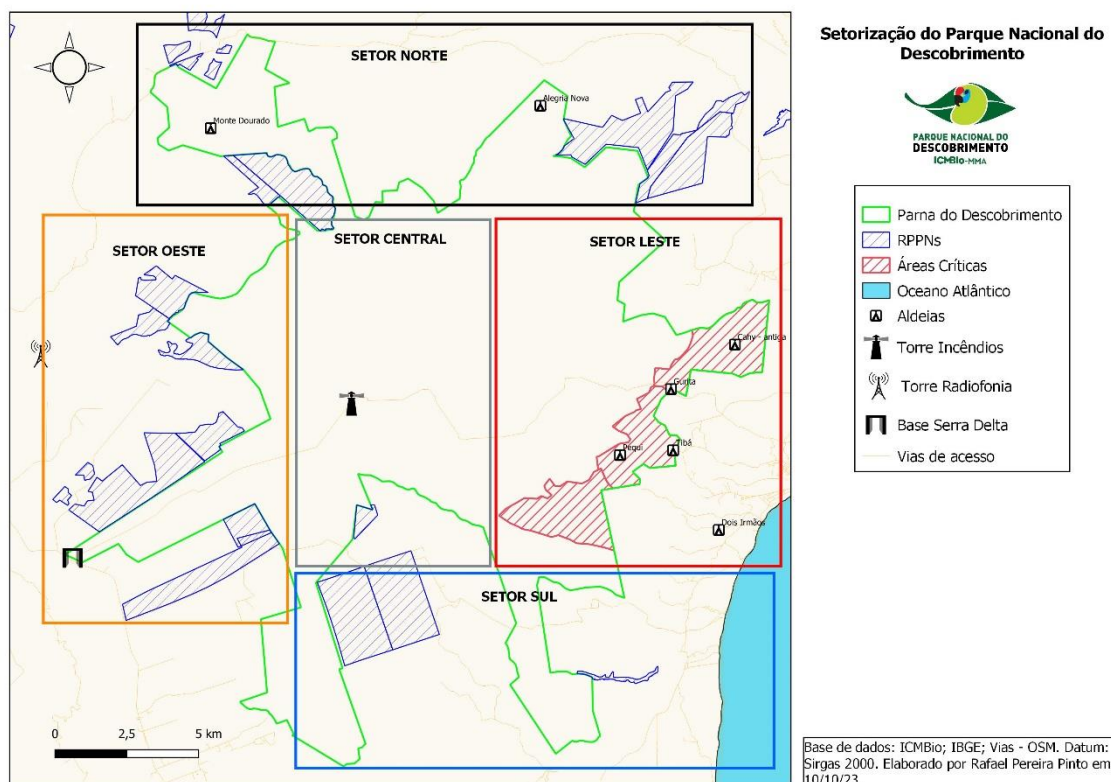 Setorização do Parque Nacional do
Descobrimento
PARQUE NACIONAL DO
DESCOBRIMENTO
ICMBio-MMA
Parna do Descobrimento
RPPNs
Áreas Críticas
Oceano Atlântico
Aldeias
Torre Incêndios
Torre Radiofonia
Base Serra Delta
Vias de acesso
SETOR NORTE
Alegria Nova
Monte Dourado
SETOR OESTE
SETOR CENTRAL
SETOR LESTE
Cahy - antiga
Gurita
Pequi
Tibá
Dois Irmãos
SETOR SUL
0 2,5 5 km
Base de dados: ICMBio; IBGE; Vias - OSM. Datum:
Sirgas 2000. Elaborado por Rafael Pereira Pinto em
10/10/23